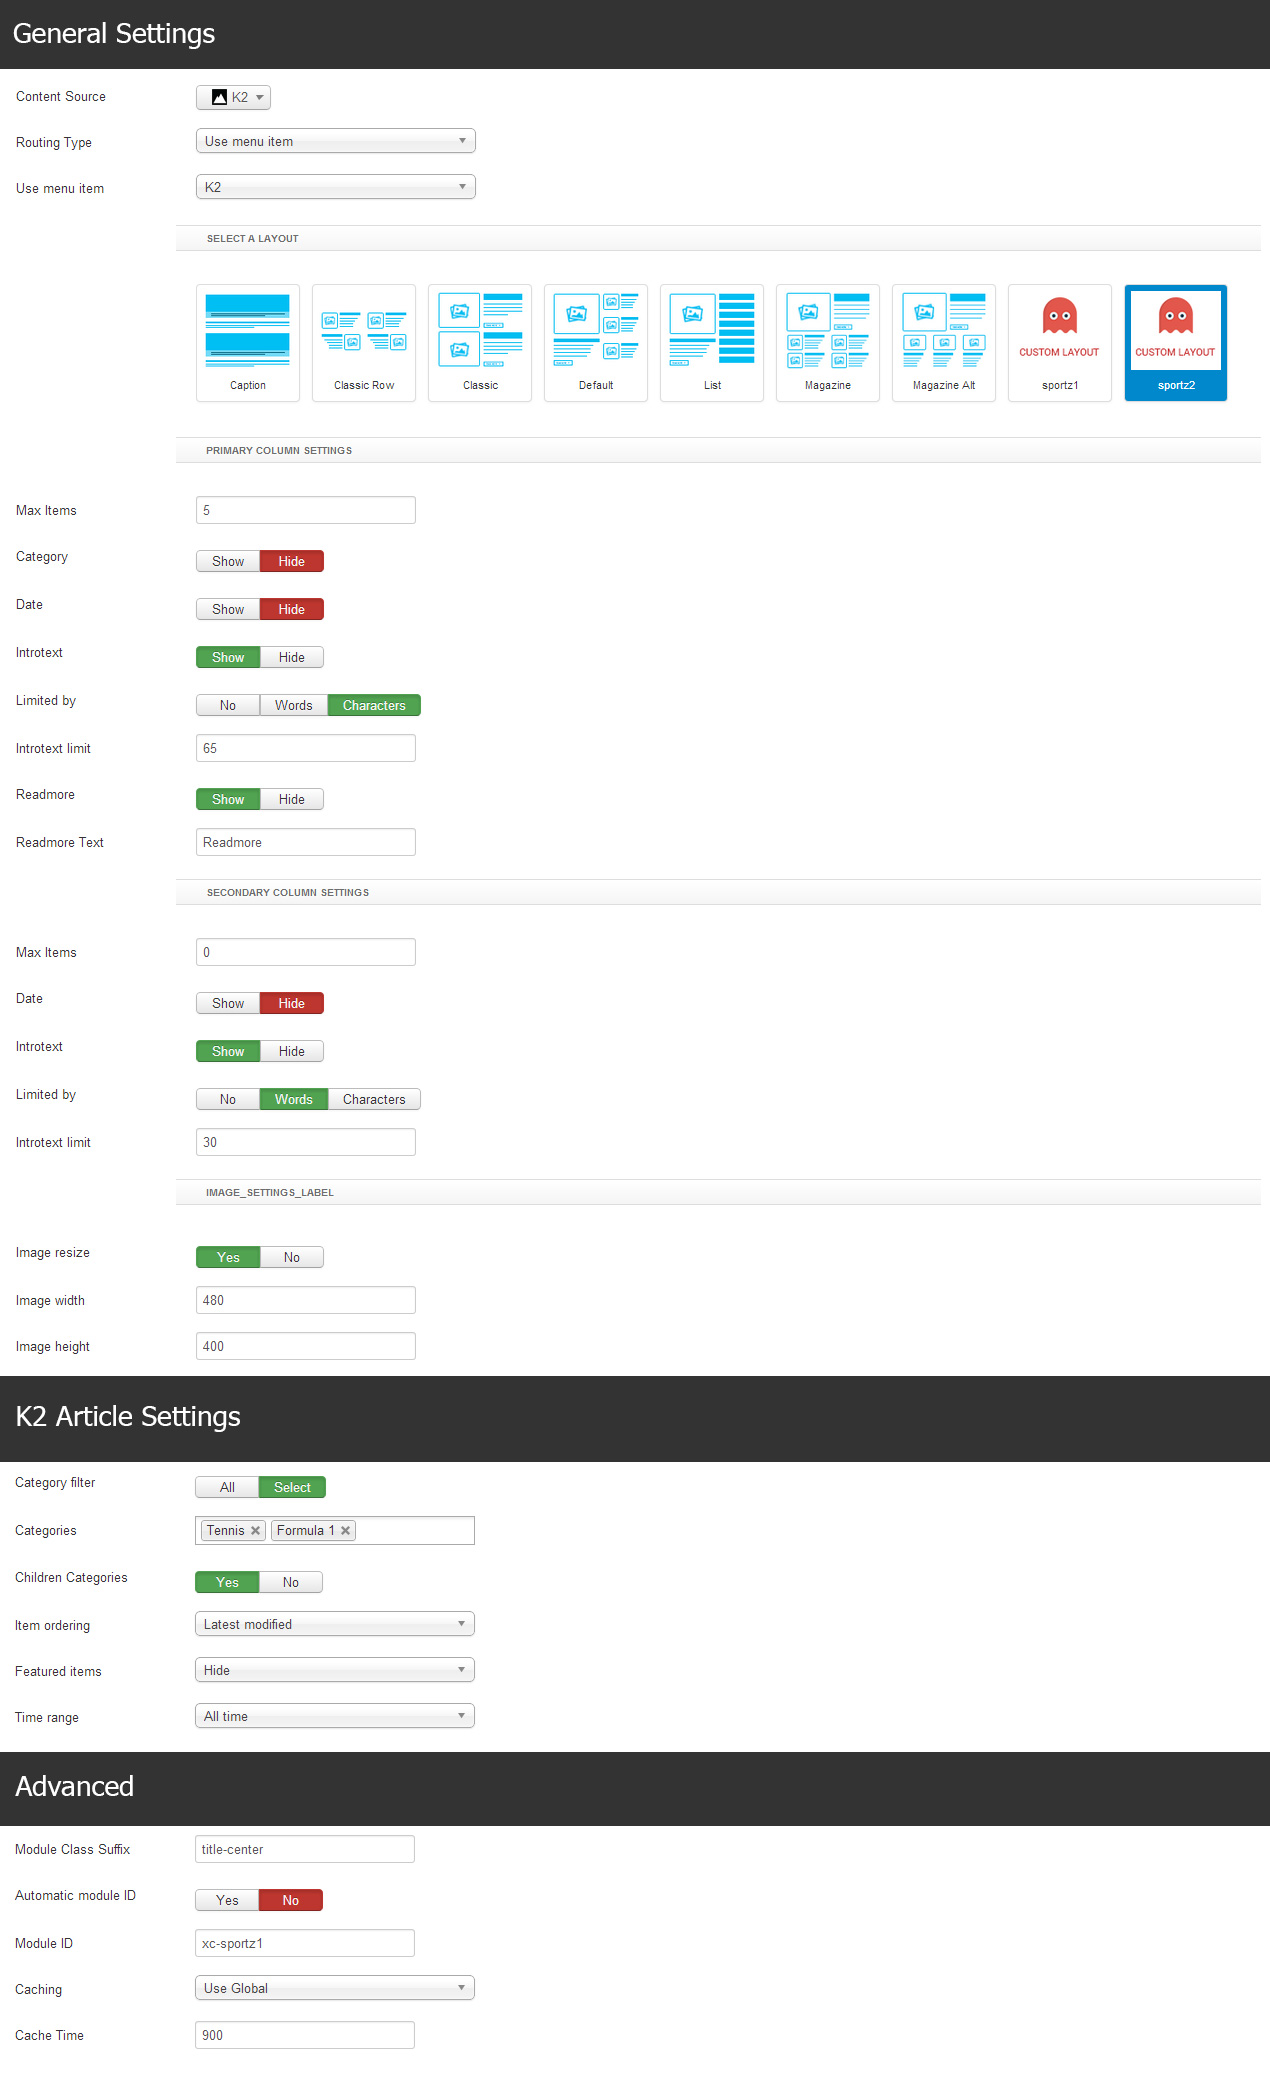 General Settings
Content Source K2
Routing Type Use menu item
Use menu item K2
SELECT A LAYOUT
CUSTOM LAYOUT CUSTOM LAYOUT
Caption Classic Row Classic Default List Magazine Magazine Alt sportz1 sportz2
PRIMARY COLUMN SETTINGS
Max Items 5
Category Show Hide
Date Show Hide
Introtext Show Hide
Limited by No Words Characters
Introtext limit 65
Readmore Show Hide
Readmore Text Readmore
SECONDARY COLUMN SETTINGS
Max Items 0
Date Show Hide
Introtext Show Hide
Limited by No Words Characters
Introtext limit 30
IMAGE_SETTINGS_LABEL
Image resize Yes No
Image width 480
Image height 400
K2 Article Settings
Category filter All Select
Categories Tennis Formula 1
Children Categories Yes No
Item ordering Latest modified
Featured items Hide
Time range All time
Advanced
Module Class Suffix title-center
Automatic module ID Yes No
Module ID xc-sportz1
Caching Use Global
Cache Time 900